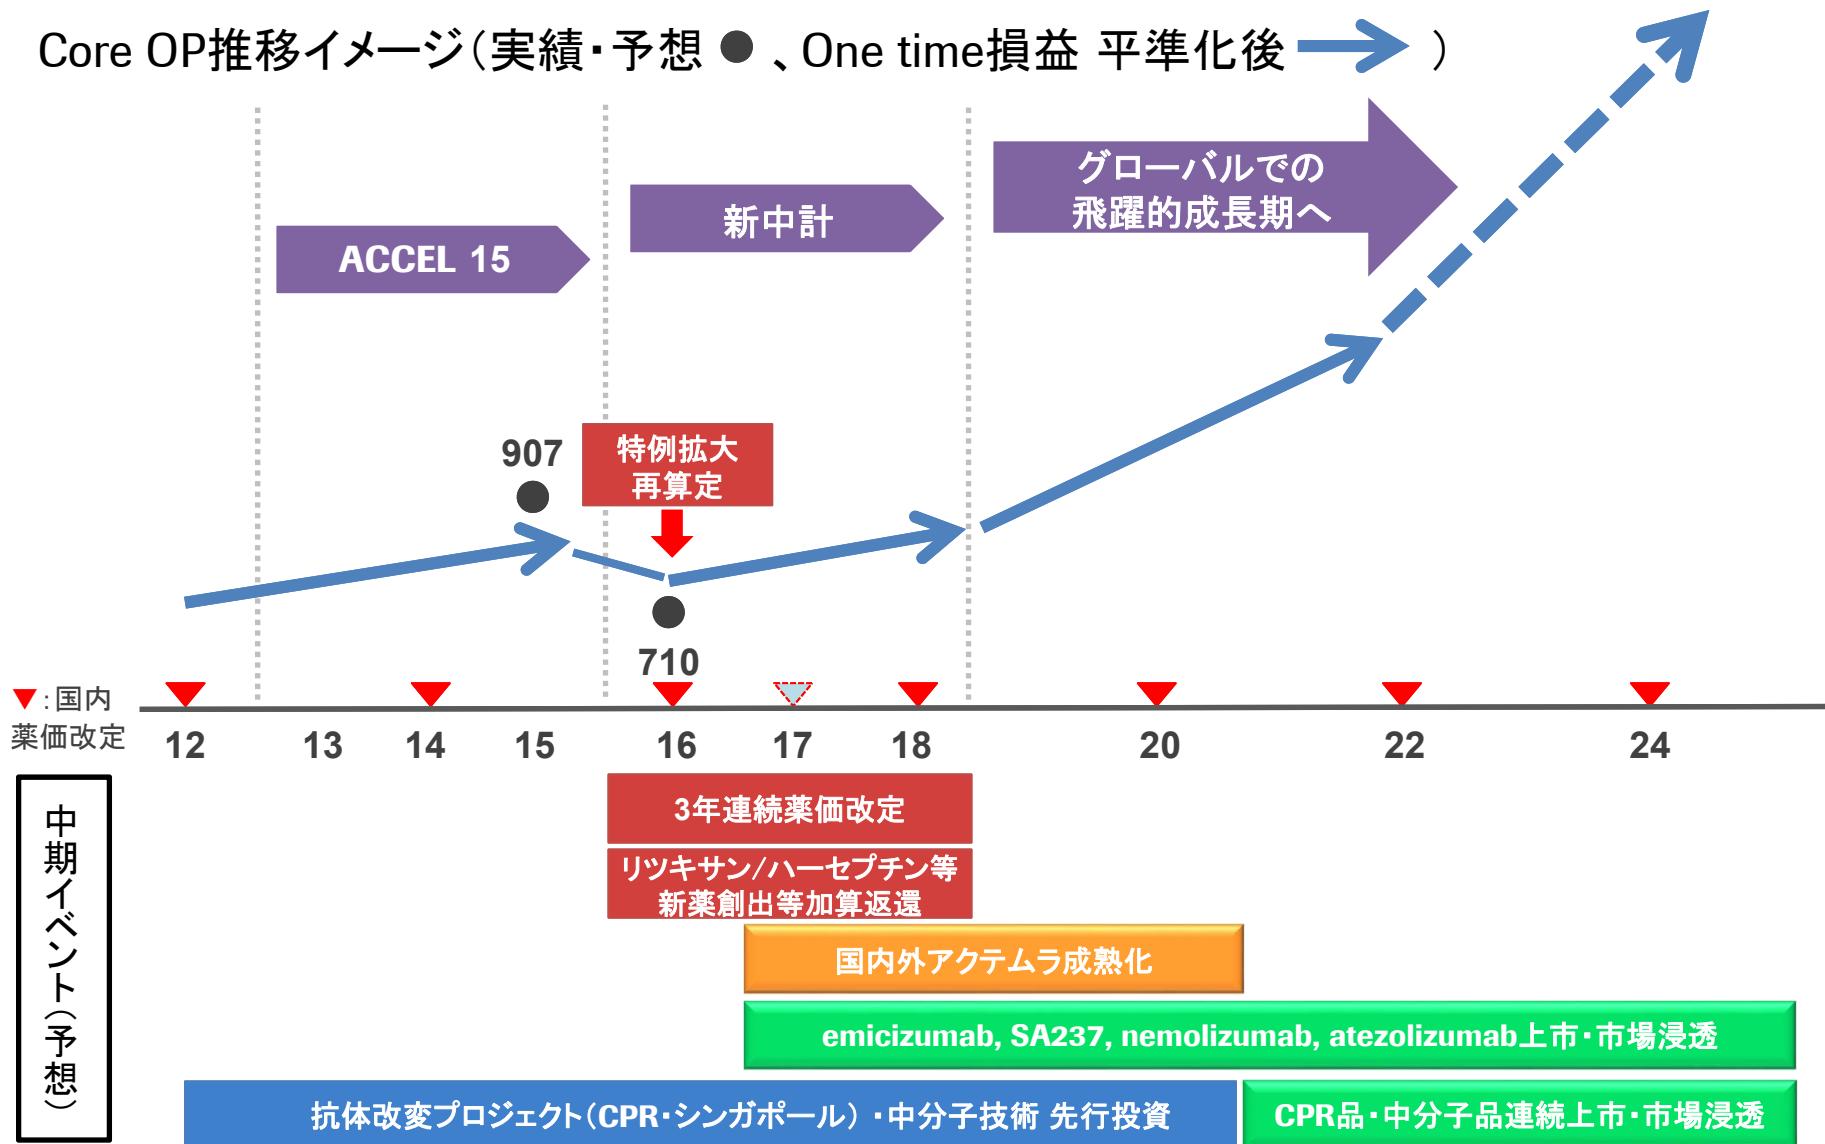 Core OP推移イメージ（実績・予想 ● 、One time損益 平準化後 → ）
グローバルでの
飛躍的成長期へ
新中計
ACCEL 15
907
特例拡大
再算定
710
▼：国内
薬価改定
12 13 14 15 16 17 18 20 22 24
中期イベント（予想）
3年連続薬価改定
リツキサン/ハーセプチン等
新薬創出等加算返還
国内外アクテムラ成熟化
emicizumab, SA237, nemolizumab, atezolizumab上市・市場浸透
抗体改変プロジェクト（CPR・シンガポール）・中分子技術 先行投資
CPR品・中分子品連続上市・市場浸透